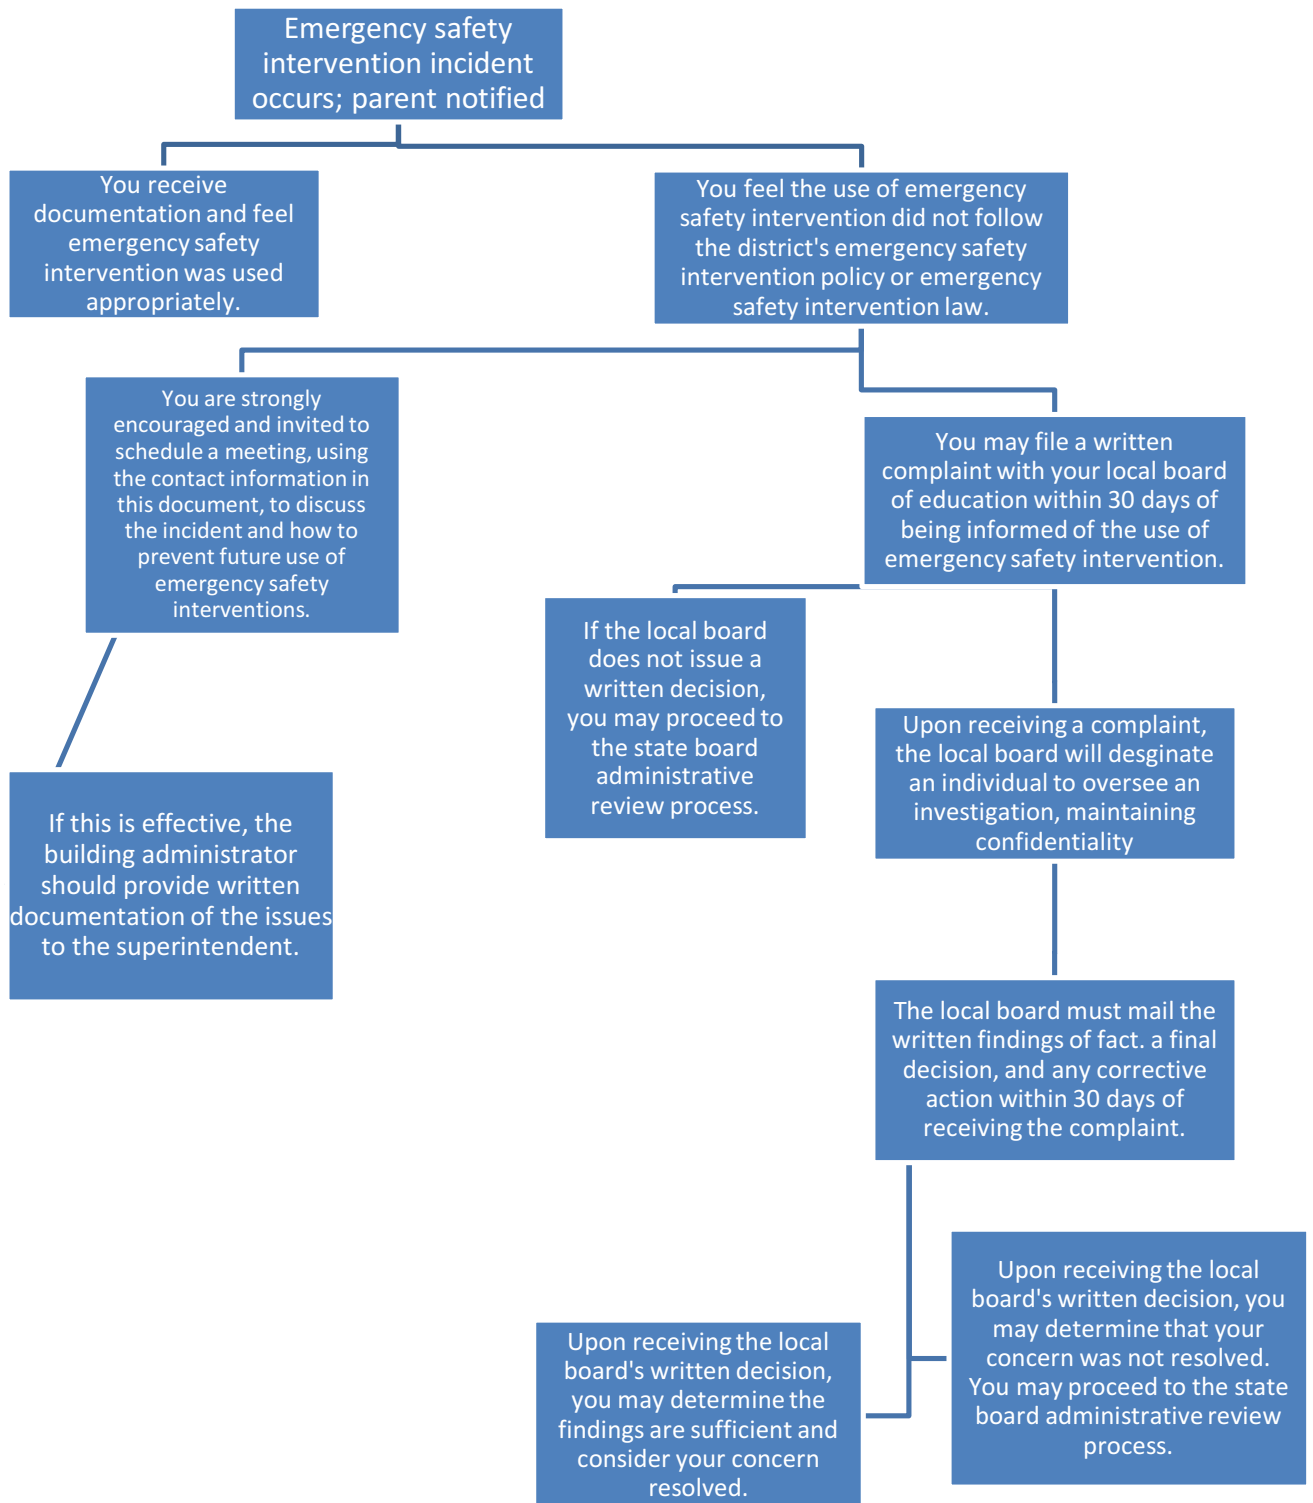 Emergency safety
intervention incident
occurs; parent notified
You receive
documentation and feel
emergency safety
intervention was used
appropriately.
You feel the use of emergency
safety intervention did not follow
the district's emergency safety
intervention policy or emergency
safety intervention law.
You are strongly
encouraged and invited to
schedule a meeting, using
the contact information in
this document, to discuss
the incident and how to
prevent future use of
emergency safety
interventions.
You may file a written
complaint with your local board
of education within 30 days of
being informed of the use of
emergency safety intervention.
If the local board
does not issue a
written decision,
you may proceed to
the state board
administrative
review process.
Upon receiving a complaint,
the local board will desginate
an individual to oversee an
investigation, maintaining
confidentiality
If this is effective, the
building administrator
should provide written
documentation of the issues
to the superintendent.
The local board must mail the
written findings of fact. a final
decision, and any corrective
action within 30 days of
receiving the complaint.
Upon receiving the local
board's written decision, you
may determine that your
concern was not resolved.
You may proceed to the state
board administrative review
process.
Upon receiving the local
board's written decision,
you may determine the
findings are sufficient and
consider your concern
resolved.